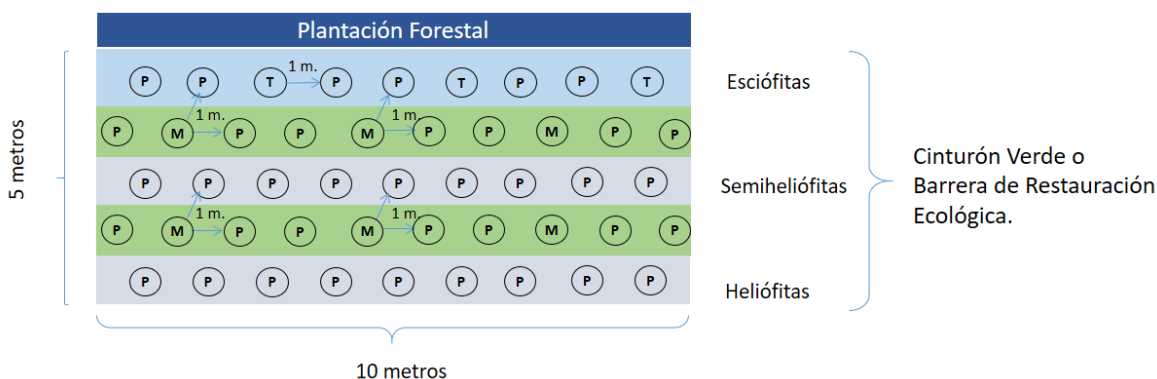 Plantación Forestal
1 m.
P P T P P T P P T
Esciófitas
1 m. 1 m.
P M P P M P P M P P
5 metros
P P P P P P P P P
Semiheliófitas
Cinturón Verde o
Barrera de Restauración
Ecológica.
1 m. 1 m.
P M P P M P P M P P
P P P P P P P P P
Heliófitas
10 metros